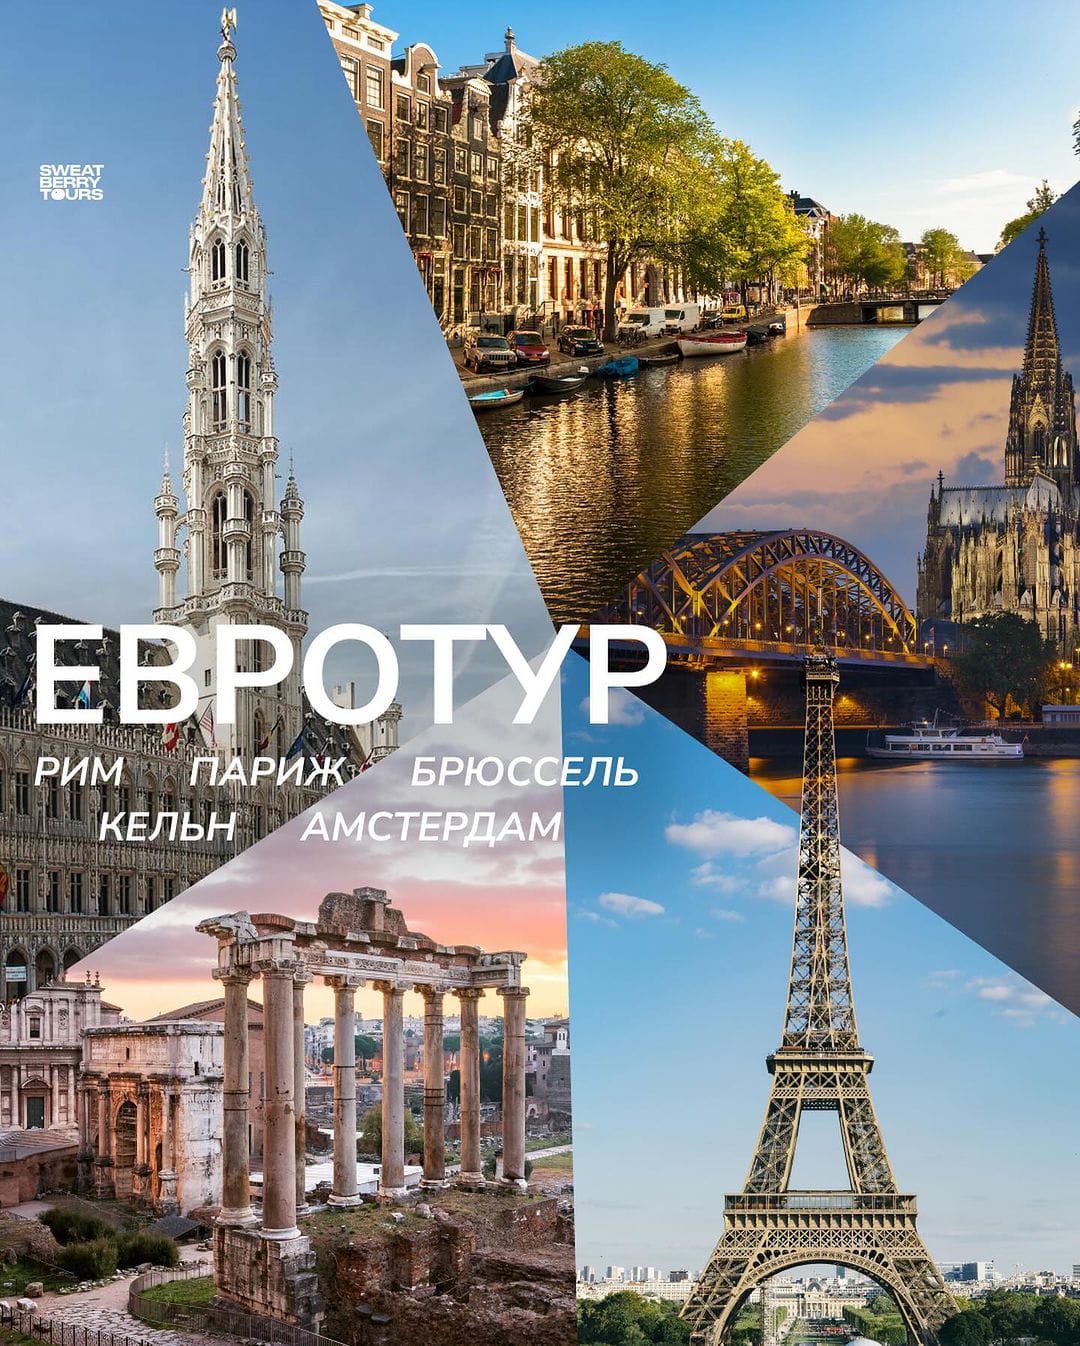 SWEAT
BERRY
TOURS
ЕВРОТУР
РИМ ПАРИЖ БРЮССЕЛЬ
КЕЛЬН АМСТЕРДАМ